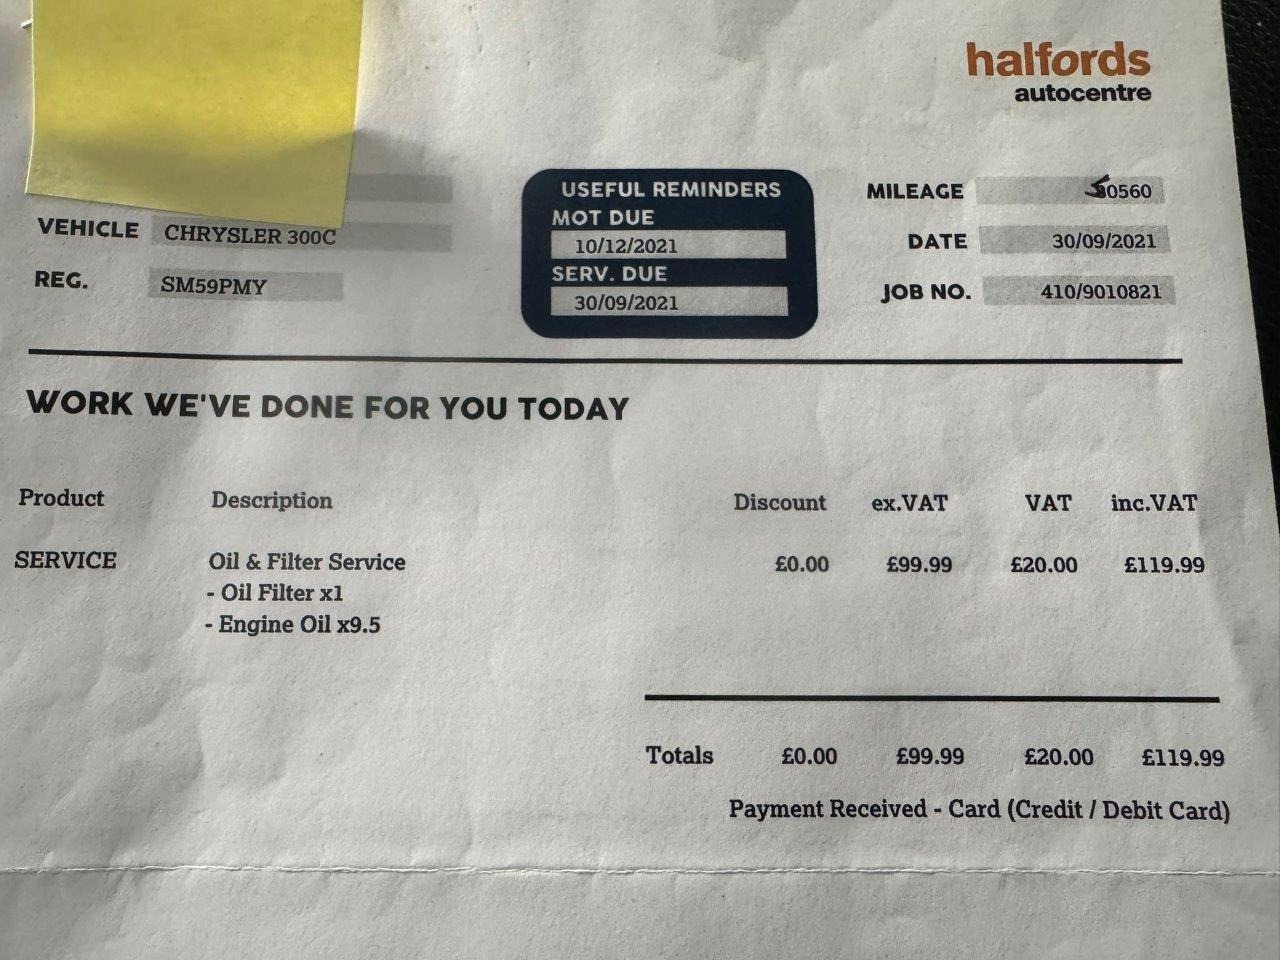 halfords
autocentre
VEHICLE CHRYSLER 300C
REG. SM59PMY
USEFUL REMINDERS
MOT DUE
10/12/2021
SERV. DUE
30/09/2021
MILEAGE 50560
DATE 30/09/2021
JOB NO. 410/9010821
WORK WE'VE DONE FOR YOU TODAY
Product Description Discount ex.VAT VAT inc.VAT
SERVICE Oil & Filter Service £0.00 £99.99 £20.00 £119.99
- Oil Filter x1
- Engine Oil x9.5
Totals £0.00 £99.99 £20.00 £119.99
Payment Received - Card (Credit / Debit Card)